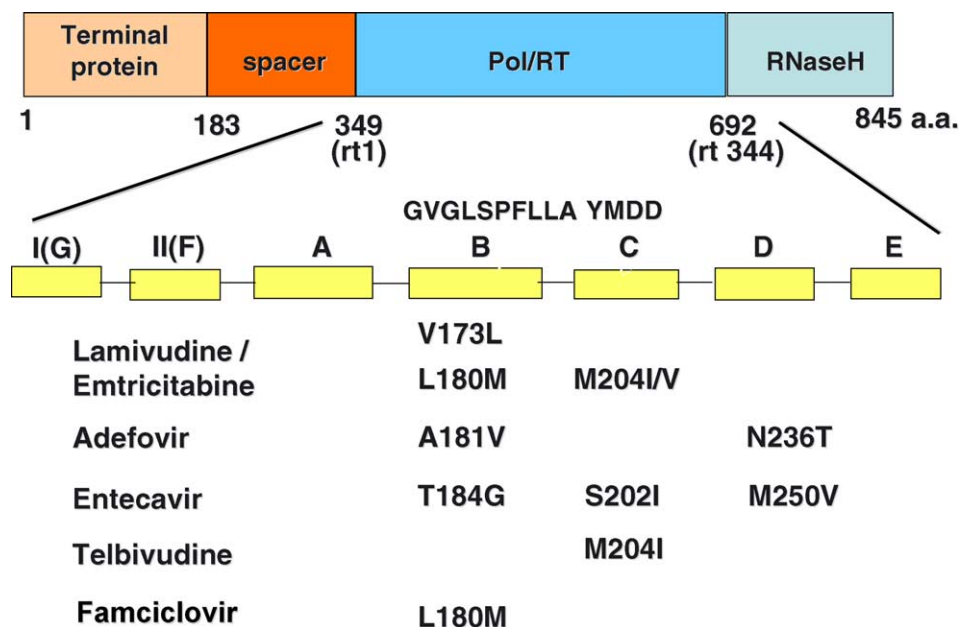 Terminal
protein
spacer
Pol/RT
RNaseH
1
183
349
(rt1)
692
(rt 344)
845 a.a.
GVGLSPFLLA YMDD
I(G) II(F) A B C D E
V173L
Lamivudine /
Emtricitabine
L180M M204I/V
Adefovir A181V N236T
Entecavir T184G S202I M250V
Telbivudine M204I
Famciclovir L180M